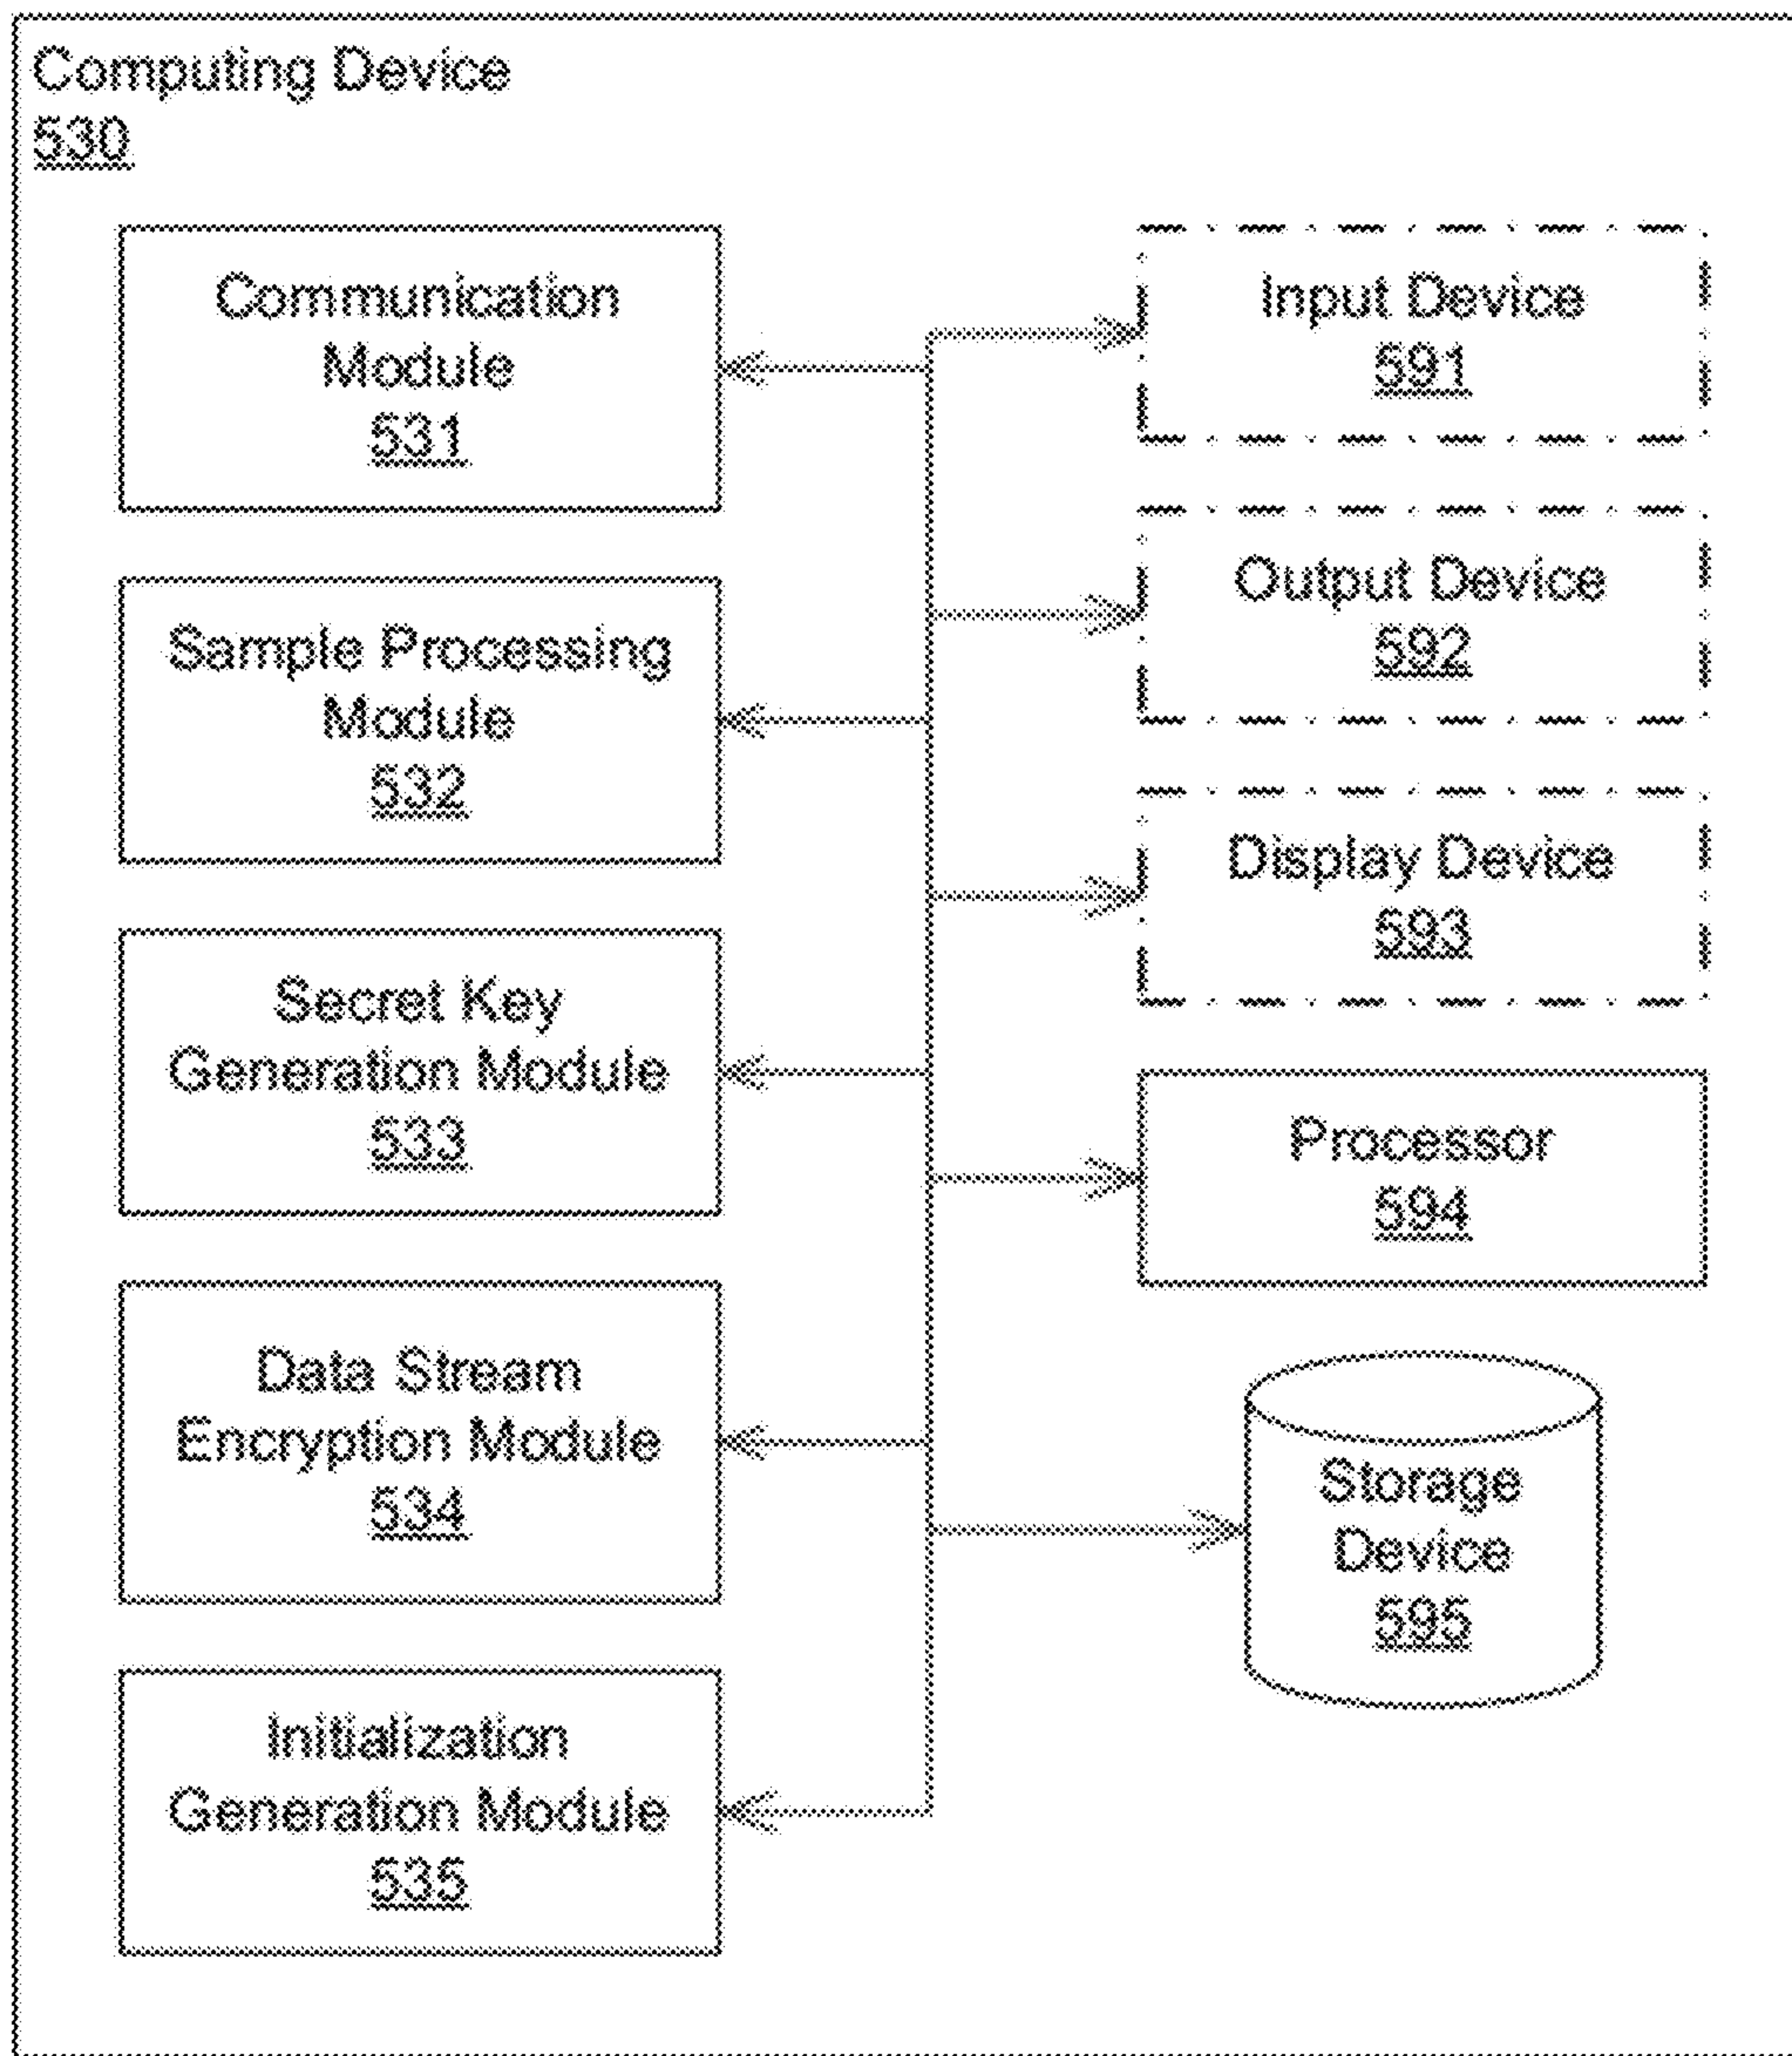 Computing Device
530
Communication
Module
531
Sample Processing
Module
532
Secret Key
Generation Module
533
Data Stream
Encryption Module
534
Initialization
Generation Module
535
Input Device
591
Output Device
592
Display Device
593
Processor
594
Storage
Device
595